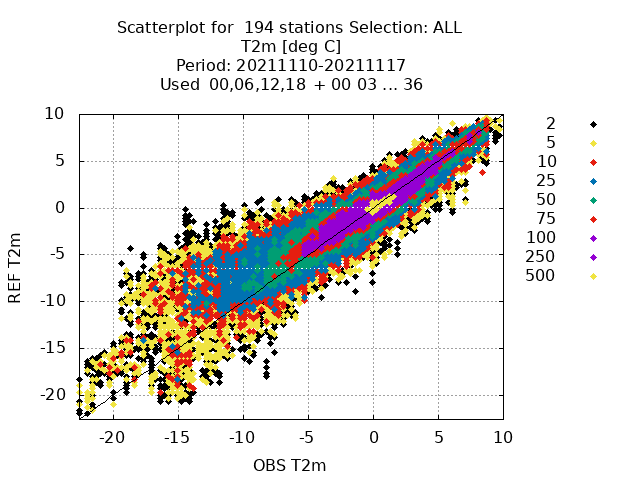 Scatterplot for  194 stations Selection: ALL
T2m [deg C]
Period: 20211110-20211117
Used  00,06,12,18 + 00 03 ... 36
REF T2m
10
5
0
-5
-10
-15
-20
-20 -15 -10 -5 0 5 10
OBS T2m
2
5
10
25
50
75
100
250
500